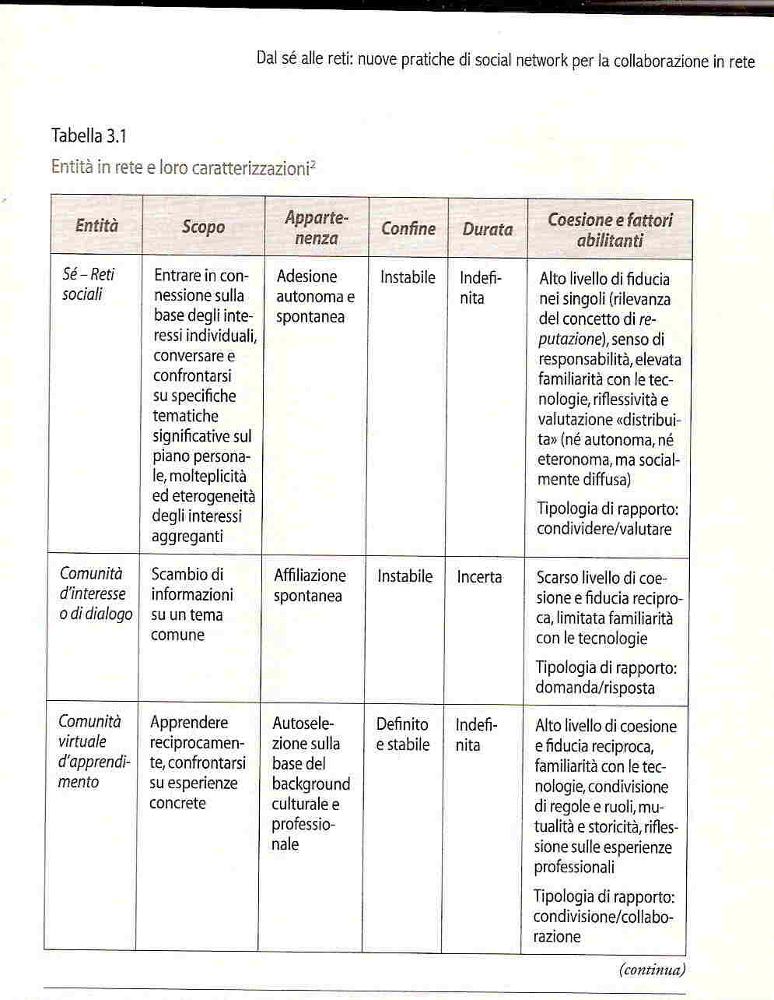 Dal sé alle reti: nuove pratiche di social network per la collaborazione in rete
Tabella 3.1
Entità in rete e loro caratterizzazioni²
Entità
Scopo
Apparte-
nenza
Confine
Durata
Coesione e fattori
abilitanti
Sé – Reti
sociali
Entrare in con-
nessione sulla
base degli inte-
ressi individuali,
conversare e
confrontarsi
su specifiche
tematiche
significative sul
piano persona-
le, molteplicità
ed eterogeneità
degli interessi
aggreganti
Adesione
autonoma e
spontanea
Instabile
Indefi-
nita
Alto livello di fiducia
nei singoli (rilevanza
del concetto di re-
putazione), senso di
responsabilità, elevata
familiarità con le tec-
nologie, riflessività e
valutazione «distribui-
ta» (né autonoma, né
eteronoma, ma social-
mente diffusa)
Tipologia di rapporto:
condividere/valutare
Comunità
d'interesse
o di dialogo
Scambio di
informazioni
su un tema
comune
Affiliazione
spontanea
Instabile
Incerta
Scarso livello di coe-
sione e fiducia recipro-
ca, limitata familiarità
con le tecnologie
Tipologia di rapporto:
domanda/risposta
Comunità
virtuale
d'apprendi-
mento
Apprendere
reciprocamen-
te, confrontarsi
su esperienze
concrete
Autosele-
zione sulla
base del
background
culturale e
professio-
nale
Definito
e stabile
Indefi-
nita
Alto livello di coesione
e fiducia reciproca,
familiarità con le tec-
nologie, condivisione
di regole e ruoli, mu-
tualità e storicità, rifles-
sione sulle esperienze
professionali
Tipologia di rapporto:
condivisione/collabo-
razione
(continua)